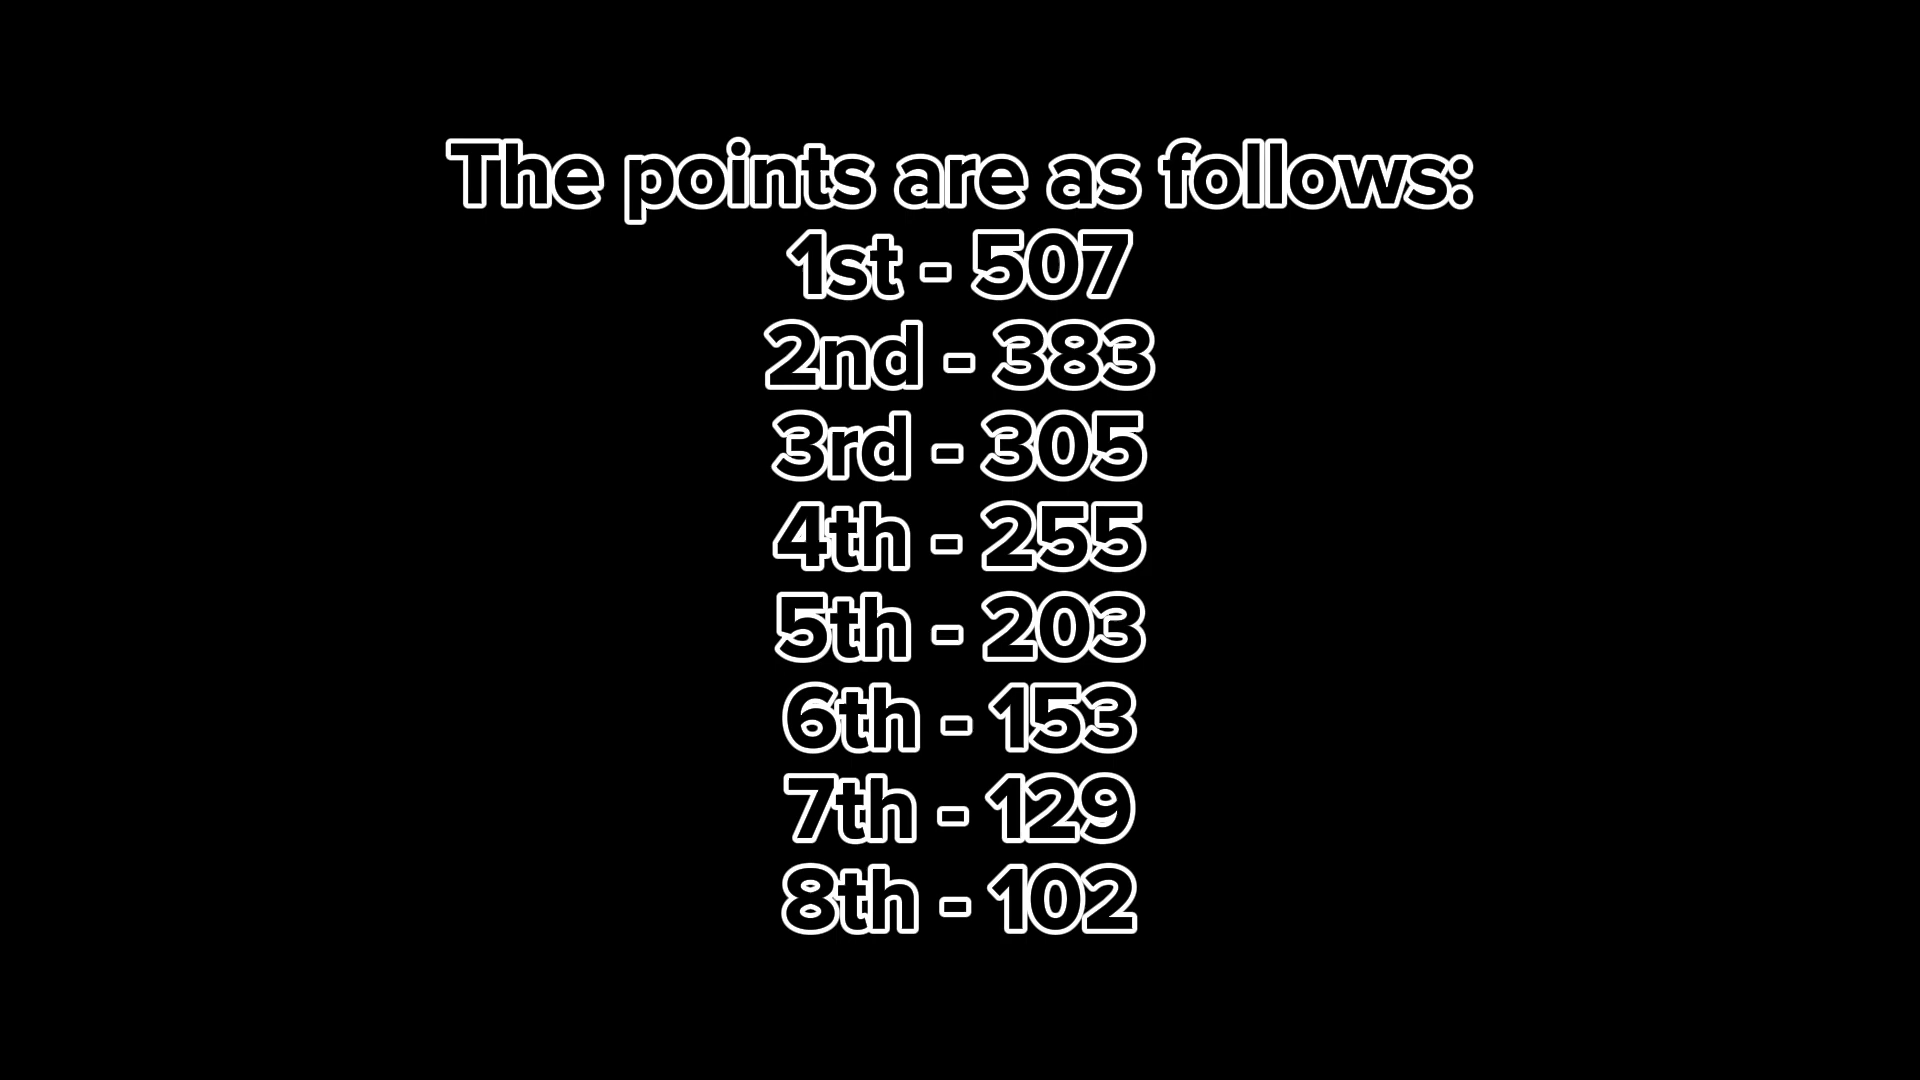 The points are as follows:
1st - 507
2nd - 383
3rd - 305
4th - 255
5th - 203
6th - 153
7th - 129
8th - 102